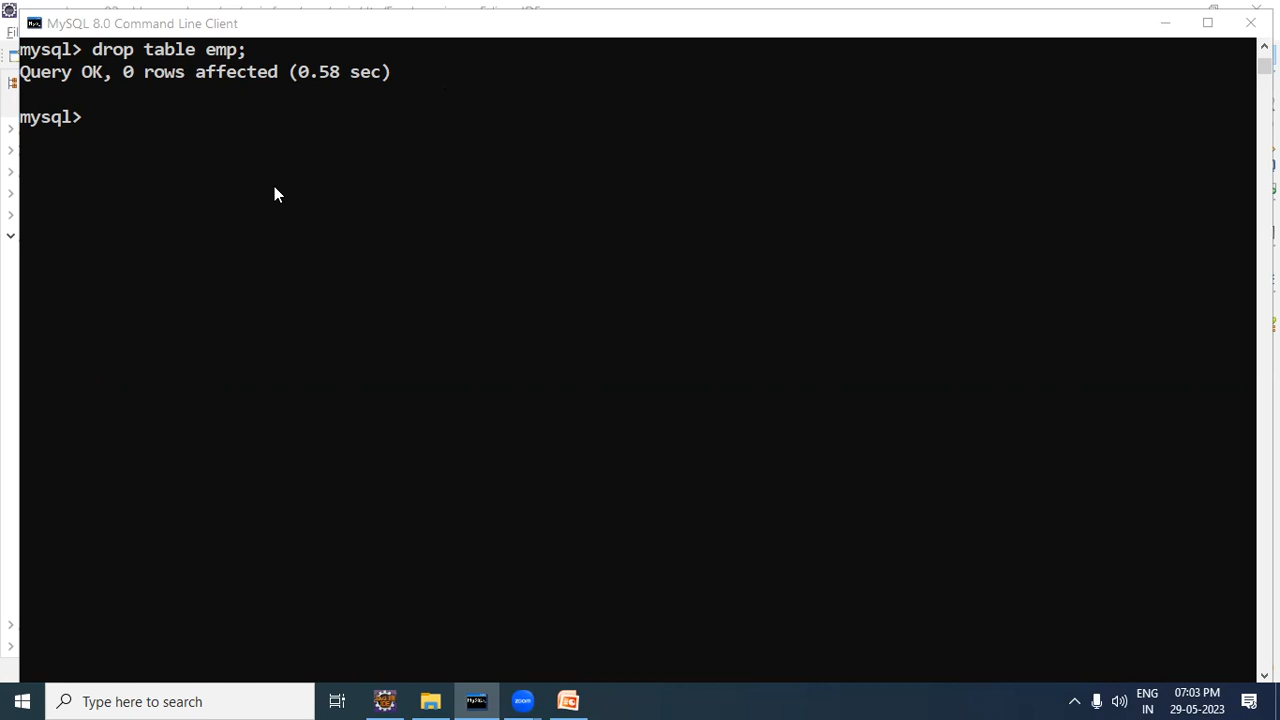 MySQL 8.0 Command Line Client
mysql> drop table emp;
Query OK, 0 rows affected (0.58 sec)
mysql>
Type here to search
zoom
ENG
IN
07:03 PM
29-05-2023